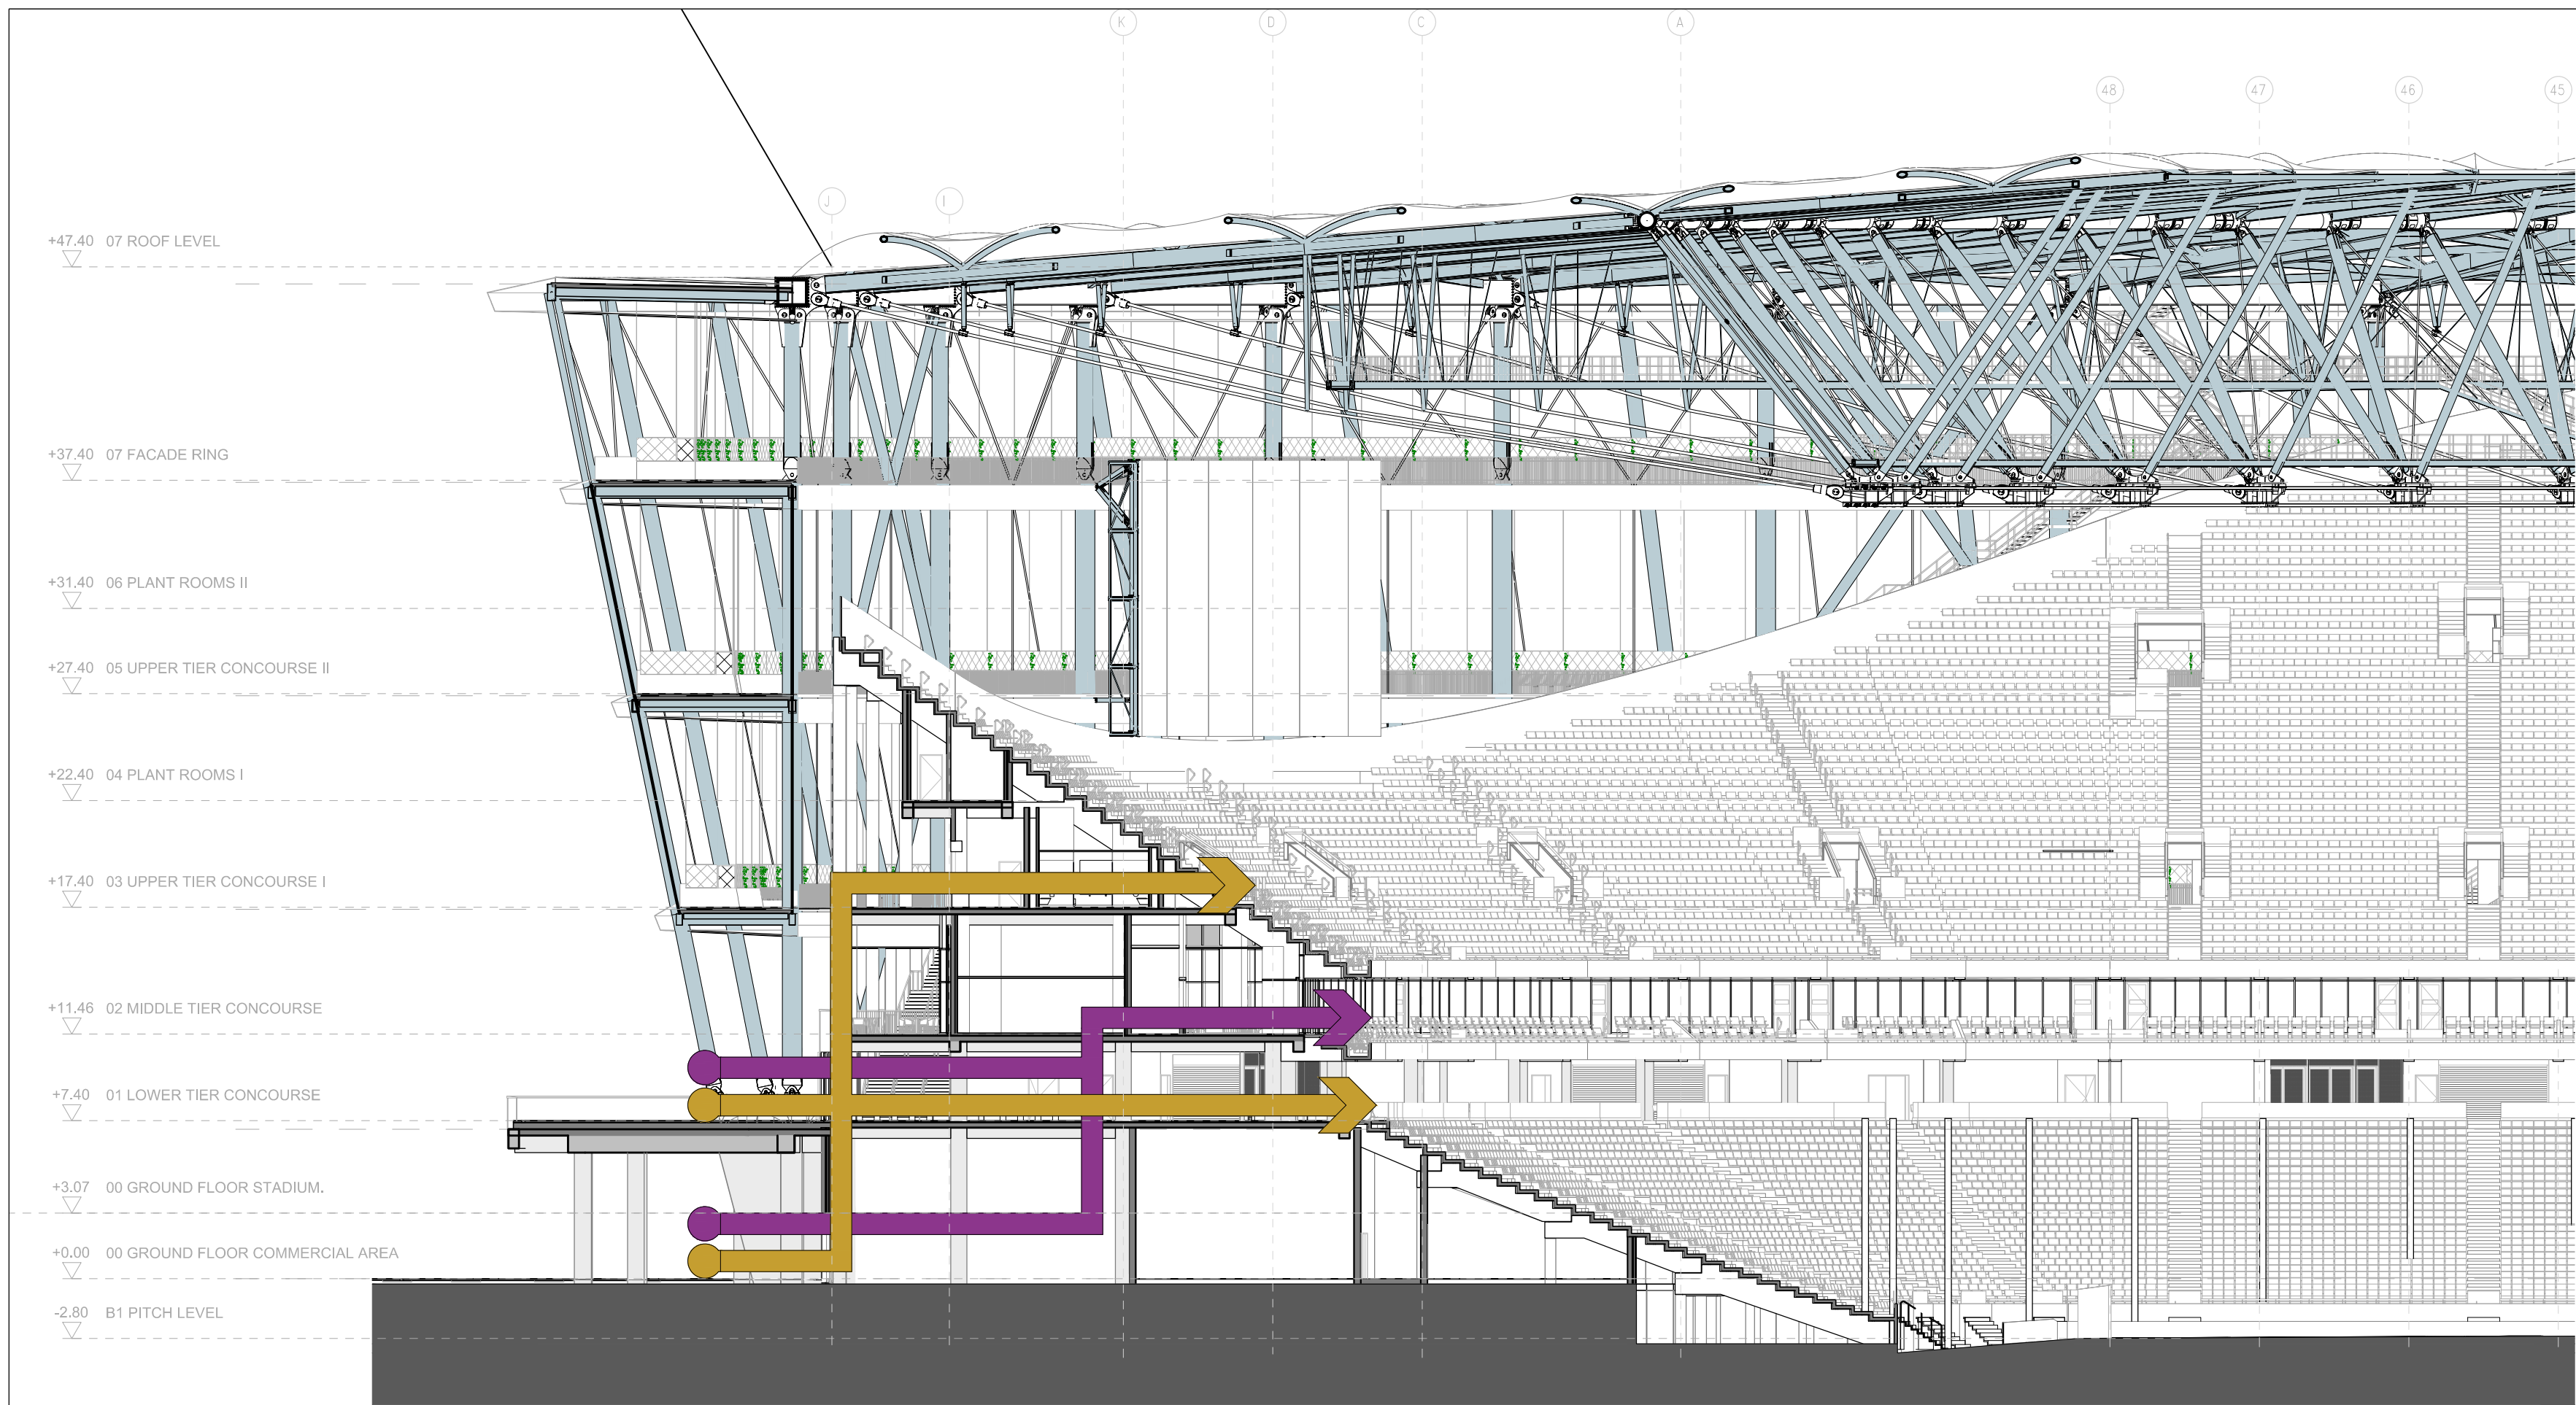 K D C A
48 47 46 45
J I
+47.40 07 ROOF LEVEL
+37.40 07 FACADE RING
+31.40 06 PLANT ROOMS II
+27.40 05 UPPER TIER CONCOURSE II
+22.40 04 PLANT ROOMS I
+17.40 03 UPPER TIER CONCOURSE I
+11.46 02 MIDDLE TIER CONCOURSE
+7.40 01 LOWER TIER CONCOURSE
+3.07 00 GROUND FLOOR STADIUM.
+0.00 00 GROUND FLOOR COMMERCIAL AREA
-2.80 B1 PITCH LEVEL